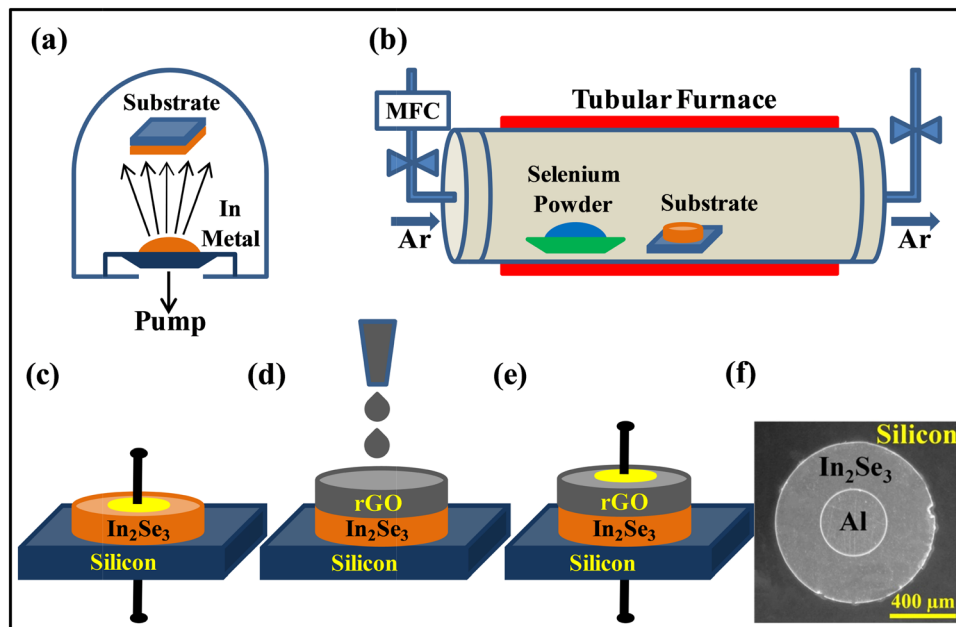 (a)
Substrate
In
Metal
Pump
(b)
MFC
Tubular Furnace
Selenium
Powder
Substrate
Ar
Ar
(c)
In₂Se₃
Silicon
(d)
rGO
In₂Se₃
Silicon
(e)
rGO
In₂Se₃
Silicon
(f)
Silicon
In₂Se₃
Al
400 µm